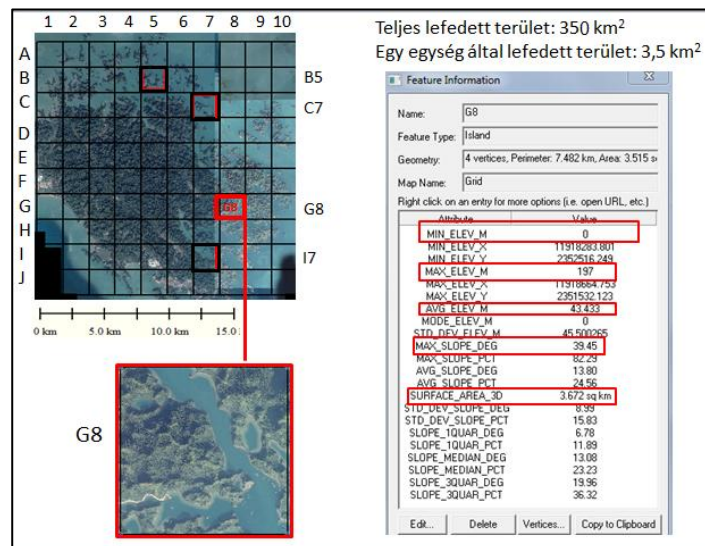 1 2 3 4 5 6 7 8 9 10
A
B
C
D
E
F
G
H
I
J
B5
C7
G8
G8
I7
0 km 5.0 km 10.0 km 15.0
G8
Teljes lefedett terület: 350 km²
Egy egység által lefedett terület: 3,5 km²
Feature Information
Name: G8
Feature Type: Island
Geometry: 4 vertices, Perimeter: 7.482 km, Area: 3.515 s
Map Name: Grid
Right click on an entry for more options (i.e. open URL, etc.)
Attribute Value
MIN_ELEV_M 0
MIN_ELEV_X 11918283.801
MIN_ELEV_Y 2352516.249
MAX_ELEV_M 197
MAX_ELEV_X 11918664.753
MAX_ELEV_Y 2351532.123
AVG_ELEV_M 43.433
MODE_ELEV_M 0
STD_DEV_ELEV_M 45.500265
MAX_SLOPE_DEG 39.45
MAX_SLOPE_PCT 82.29
AVG_SLOPE_DEG 13.80
AVG_SLOPE_PCT 24.56
SURFACE_AREA_3D 3.672 sq km
STD_DEV_SLOPE_DEG 8.99
STD_DEV_SLOPE_PCT 15.83
SLOPE_1QUAR_DEG 6.78
SLOPE_1QUAR_PCT 11.89
SLOPE_MEDIAN_DEG 13.08
SLOPE_MEDIAN_PCT 23.23
SLOPE_3QUAR_DEG 19.96
SLOPE_3QUAR_PCT 36.32
Edit... Delete Vertices... Copy to Clipboard